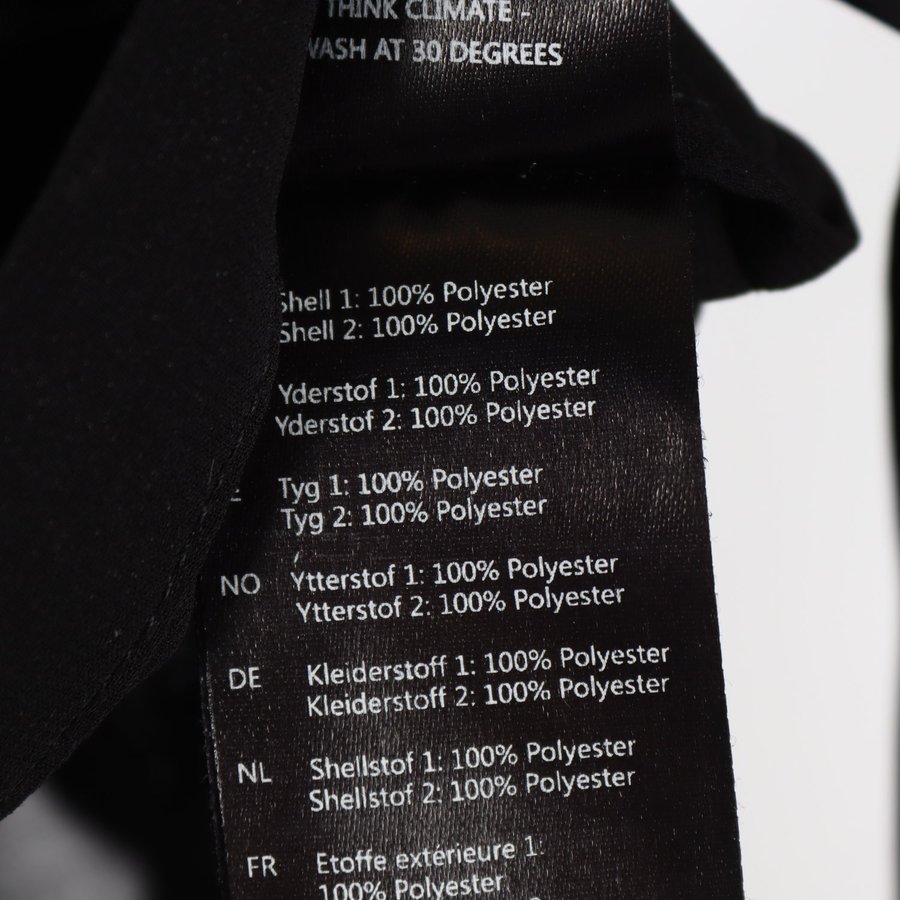 THINK CLIMATE -
WASH AT 30 DEGREES
Shell 1: 100% Polyester
Shell 2: 100% Polyester
Yderstof 1: 100% Polyester
Yderstof 2: 100% Polyester
Tyg 1: 100% Polyester
Tyg 2: 100% Polyester
NO Ytterstof 1: 100% Polyester
Ytterstof 2: 100% Polyester
DE Kleiderstoff 1: 100% Polyester
Kleiderstoff 2: 100% Polyester
NL Shellstof 1: 100% Polyester
Shellstof 2: 100% Polyester
FR Etoffe extérieure 1:
100% Polyester